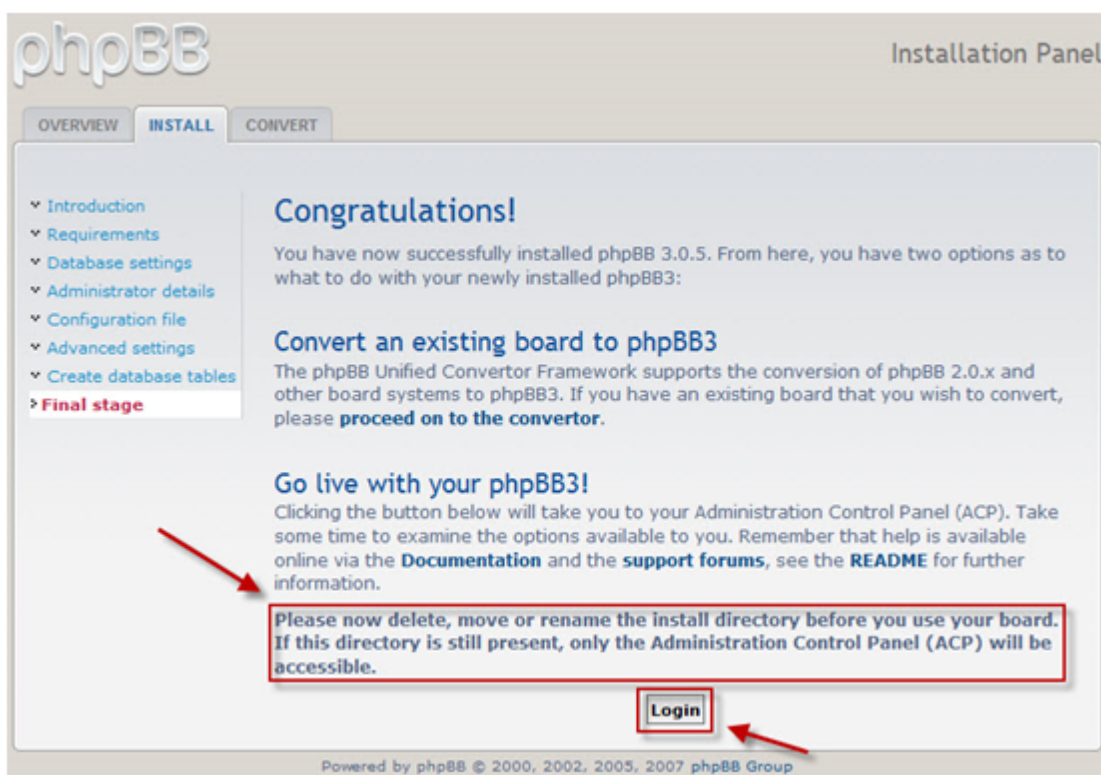 phpBB
Installation Panel
OVERVIEW INSTALL CONVERT
Introduction
Requirements
Database settings
Administrator details
Configuration file
Advanced settings
Create database tables
Final stage
Congratulations!
You have now successfully installed phpBB 3.0.5. From here, you have two options as to
what to do with your newly installed phpBB3:
Convert an existing board to phpBB3
The phpBB Unified Convertor Framework supports the conversion of phpBB 2.0.x and
other board systems to phpBB3. If you have an existing board that you wish to convert,
please proceed on to the convertor.
Go live with your phpBB3!
Clicking the button below will take you to your Administration Control Panel (ACP). Take
some time to examine the options available to you. Remember that help is available
online via the Documentation and the support forums, see the README for further
information.
Please now delete, move or rename the install directory before you use your board.
If this directory is still present, only the Administration Control Panel (ACP) will be
accessible.
Login
Powered by phpBB © 2000, 2002, 2005, 2007 phpBB Group